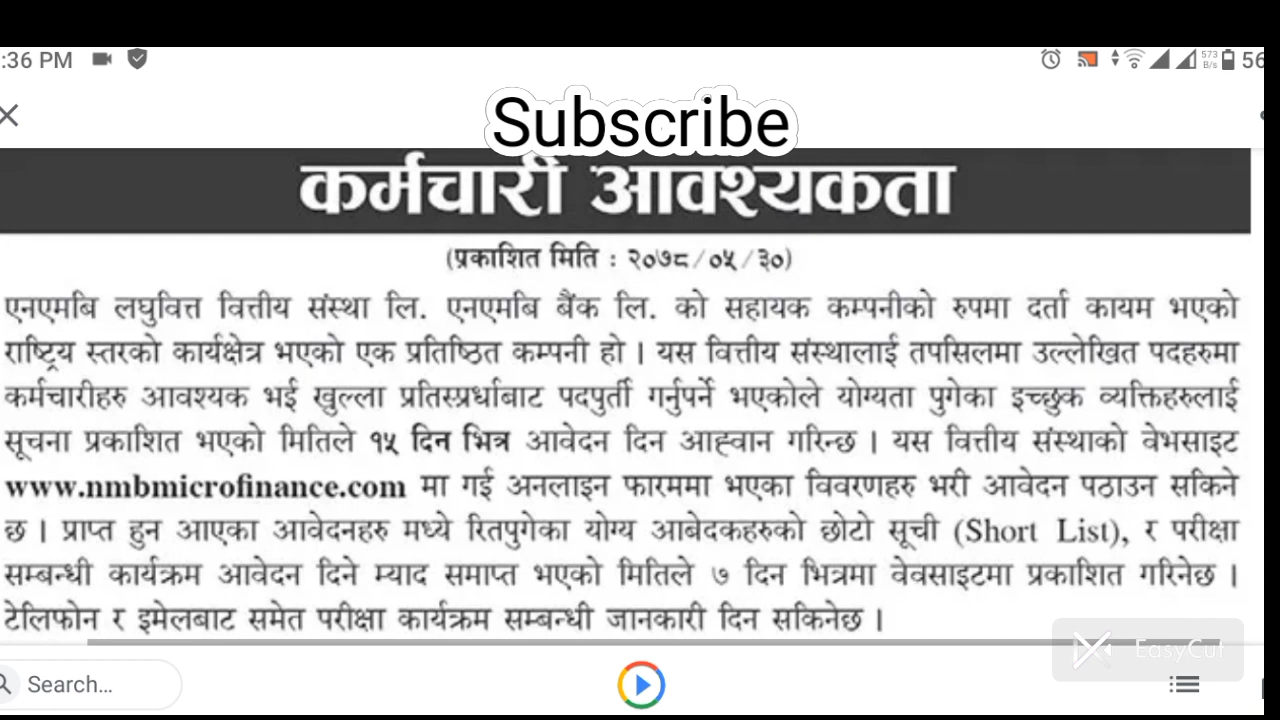 :36 PM 573 B/s 56
Subscribe
कर्मचारी आवश्यकता
(प्रकाशित मिति : २०७८/०५/३०)
एनएमबि लघुवित्त वित्तीय संस्था लि. एनएमबि बैंक लि. को सहायक कम्पनीको रुपमा दर्ता कायम भएको
राष्ट्रिय स्तरको कार्यक्षेत्र भएको एक प्रतिष्ठित कम्पनी हो । यस वित्तीय संस्थालाई तपसिलमा उल्लेखित पदहरुमा
कर्मचारीहरु आवश्यक भई खुल्ला प्रतिस्प्रर्धाबाट पदपुर्ती गर्नुपर्ने भएकोले योग्यता पुगेका इच्छुक व्यक्तिहरुलाई
सूचना प्रकाशित भएको मितिले १५ दिन भित्र आवेदन दिन आह्वान गरिन्छ । यस वित्तीय संस्थाको वेभसाइट
www.nmbmicrofinance.com मा गई अनलाइन फारममा भएका विवरणहरु भरी आवेदन पठाउन सकिने
छ । प्राप्त हुन आएका आवेदनहरु मध्ये रितपुगेका योग्य आबेदकहरुको छोटो सूची (Short List), र परीक्षा
सम्बन्धी कार्यक्रम आवेदन दिने म्याद समाप्त भएको मितिले ७ दिन भित्रमा वेवसाइटमा प्रकाशित गरिनेछ ।
टेलिफोन र इमेलबाट समेत परीक्षा कार्यक्रम सम्बन्धी जानकारी दिन सकिनेछ ।
EasyCut
Search...